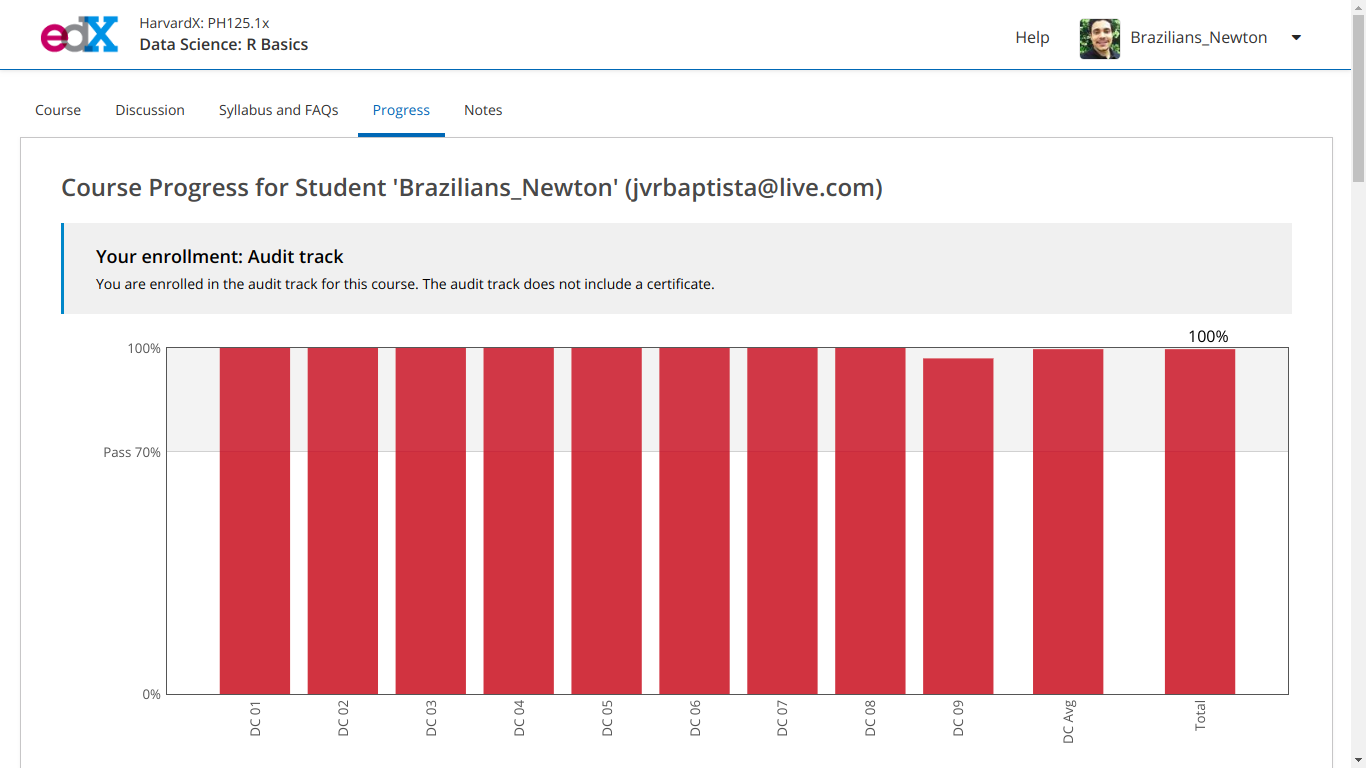 edX
HarvardX: PH125.1x
Data Science: R Basics
Help
Brazilians_Newton
Course
Discussion
Syllabus and FAQs
Progress
Notes
Course Progress for Student 'Brazilians_Newton' (jvrbaptista@live.com)
Your enrollment: Audit track
You are enrolled in the audit track for this course. The audit track does not include a certificate.
100%
100%
Pass 70%
0%
DC 01
DC 02
DC 03
DC 04
DC 05
DC 06
DC 07
DC 08
DC 09
DC Avg
Total